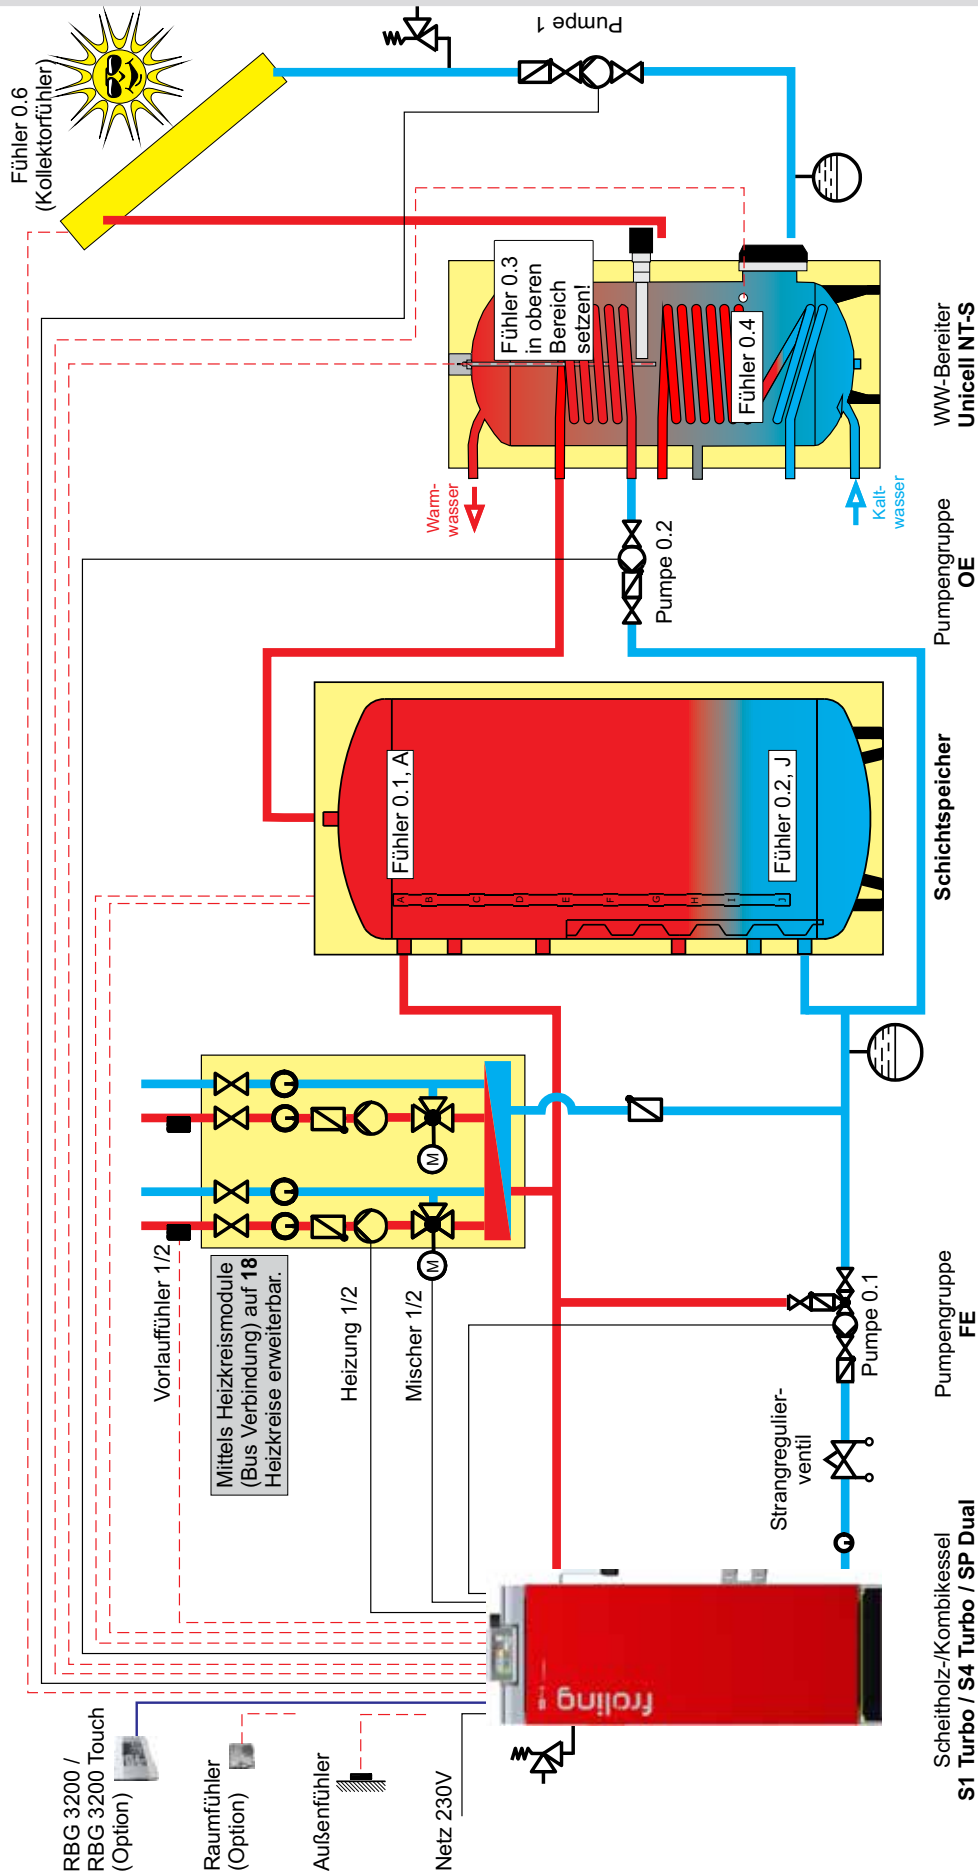 RBG 3200 /
RBG 3200 Touch
(Option)
Raumfühler
(Option)
Außenfühler
Netz 230V
froling
Scheitholz-/Kombikessel
S1 Turbo / S4 Turbo / SP Dual
Vorlauffühler 1/2
Mittels Heizkreismodule
(Bus Verbindung) auf 18
Heizkreise erweiterbar.
Heizung 1/2
Mischer 1/2
M
M
Strangregulier-
ventil
Pumpe 0.1
Pumpengruppe
FE
Fühler 0.1, A
A
B
C
D
E
F
G
H
I
J
Fühler 0.2, J
Schichtspeicher
Pumpe 0.2
Pumpengruppe
OE
Warm-
wasser
Kalt-
wasser
Fühler 0.3
in oberen
Bereich
setzen!
Fühler 0.4
WW-Bereiter
Unicell NT-S
Fühler 0.6
(Kollektorfühler)
Pumpe 1